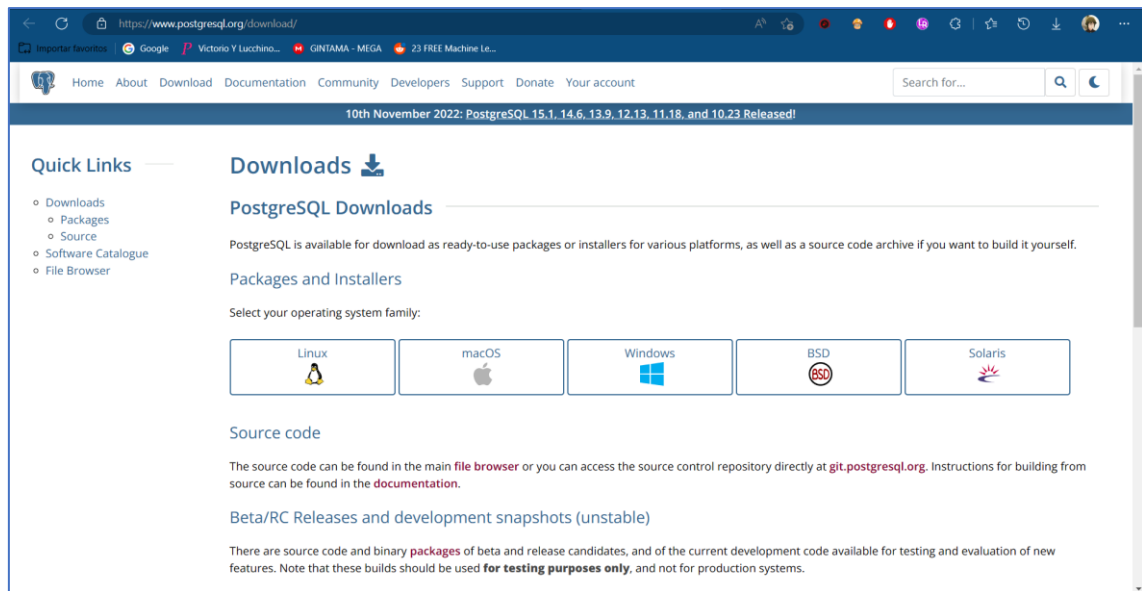 https://www.postgresql.org/download/
Importar favoritos Google Victorio Y Lucchino... GINTAMA - MEGA 23 FREE Machine Le...
Home About Download Documentation Community Developers Support Donate Your account Search for...
10th November 2022: PostgreSQL 15.1, 14.6, 13.9, 12.13, 11.18, and 10.23 Released!
Quick Links
Downloads
Packages
Source
Software Catalogue
File Browser
Downloads
PostgreSQL Downloads
PostgreSQL is available for download as ready-to-use packages or installers for various platforms, as well as a source code archive if you want to build it yourself.
Packages and Installers
Select your operating system family:
Linux macOS Windows BSD Solaris
BSD
Source code
The source code can be found in the main file browser or you can access the source control repository directly at git.postgresql.org. Instructions for building from
source can be found in the documentation.
Beta/RC Releases and development snapshots (unstable)
There are source code and binary packages of beta and release candidates, and of the current development code available for testing and evaluation of new
features. Note that these builds should be used for testing purposes only, and not for production systems.